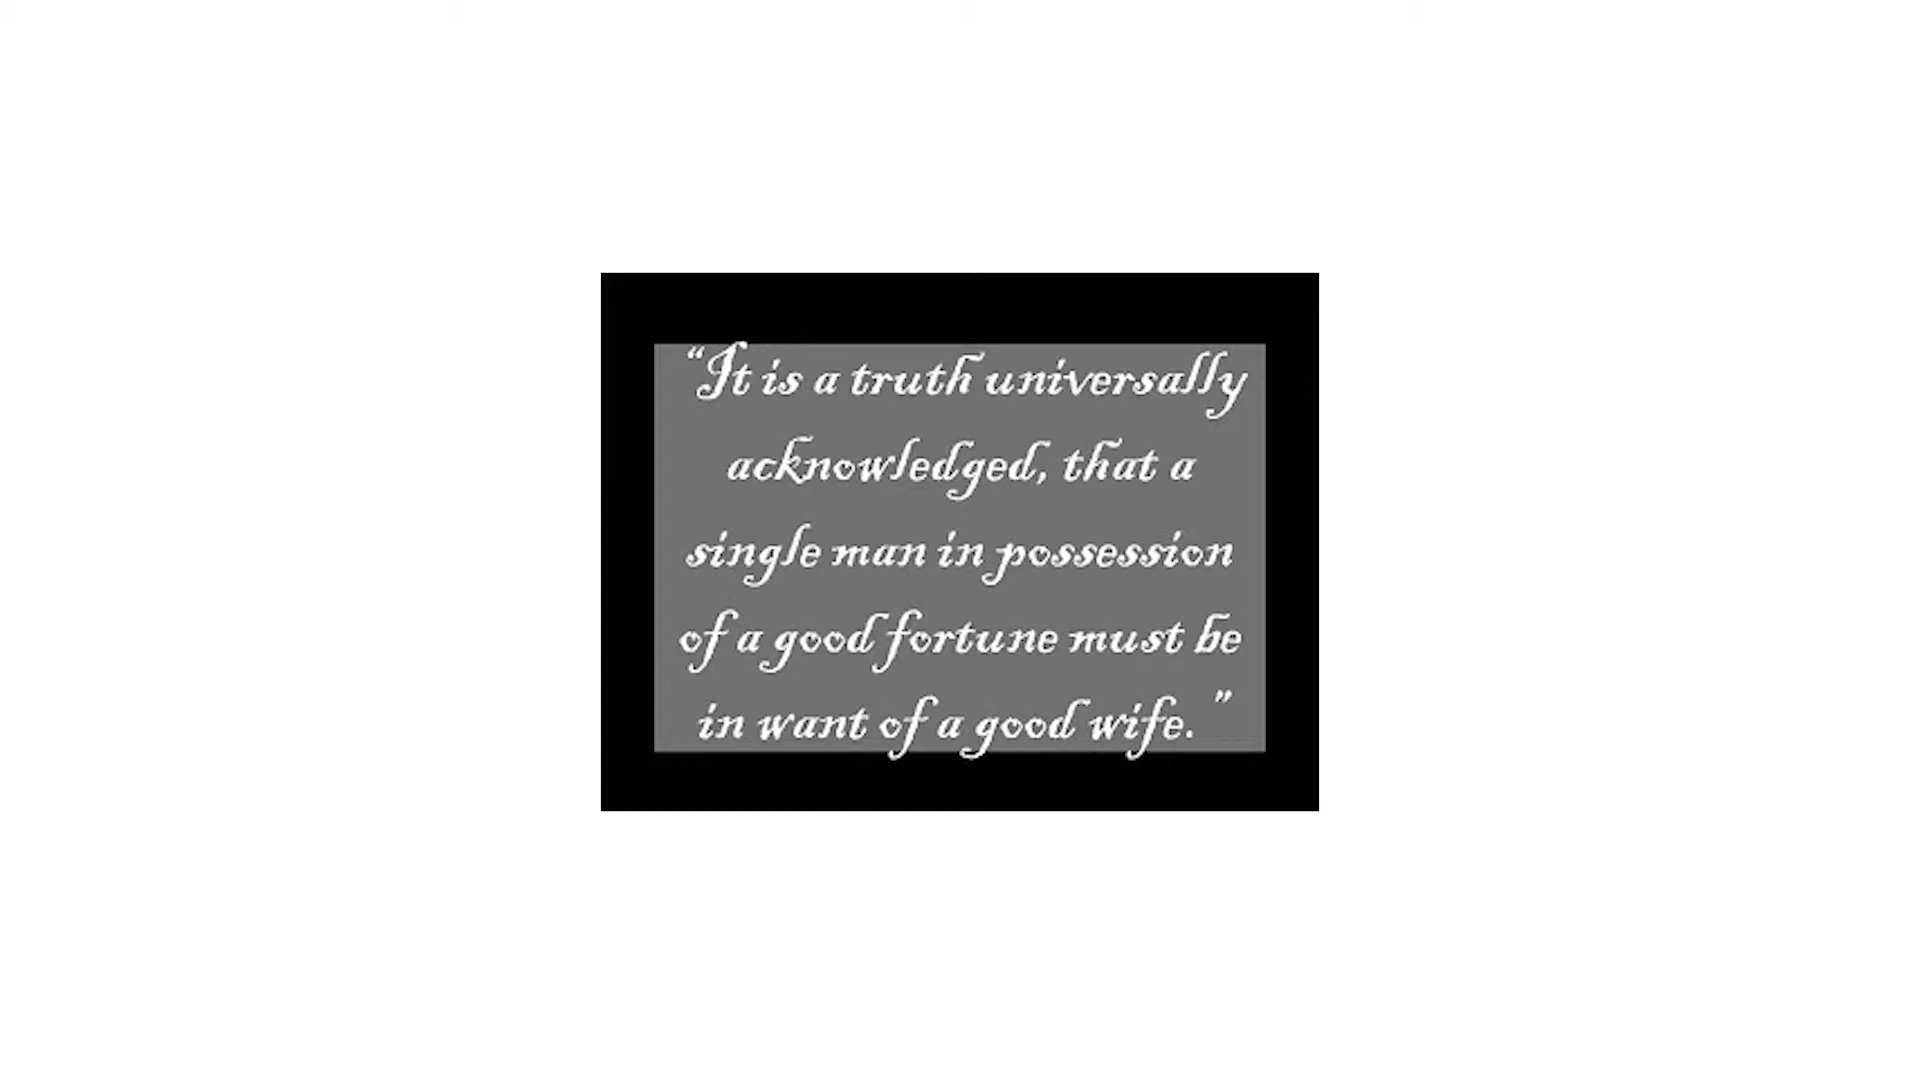 “It is a truth universally
acknowledged, that a
single man in possession
of a good fortune must be
in want of a good wife.”